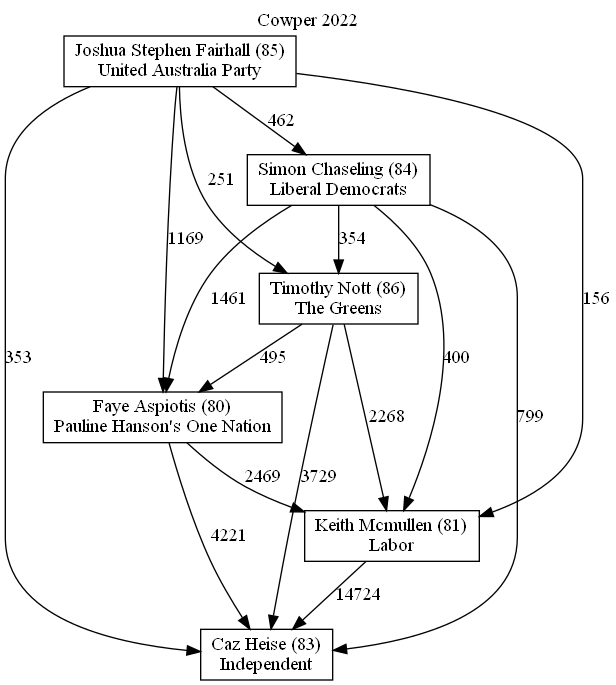 Cowper 2022
Joshua Stephen Fairhall (85)
United Australia Party
462
Simon Chaseling (84)
Liberal Democrats
251
1169
354
Timothy Nott (86)
The Greens
1461
156
353
495
400
Faye Aspiotis (80)
Pauline Hanson's One Nation
2268
799
2469
3729
Keith Mcmullen (81)
Labor
4221
14724
Caz Heise (83)
Independent